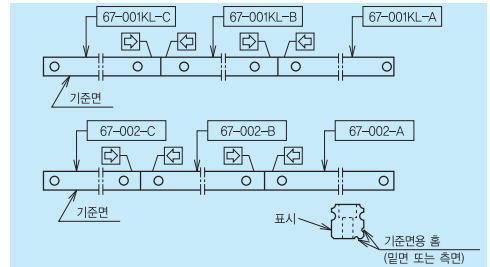 67-001KL-C 67-001KL-B 67-001KL-A
기준면
67-002-C 67-002-B 67-002-A
기준면
표시
기준면용 홈
(밑면 또는 측면)